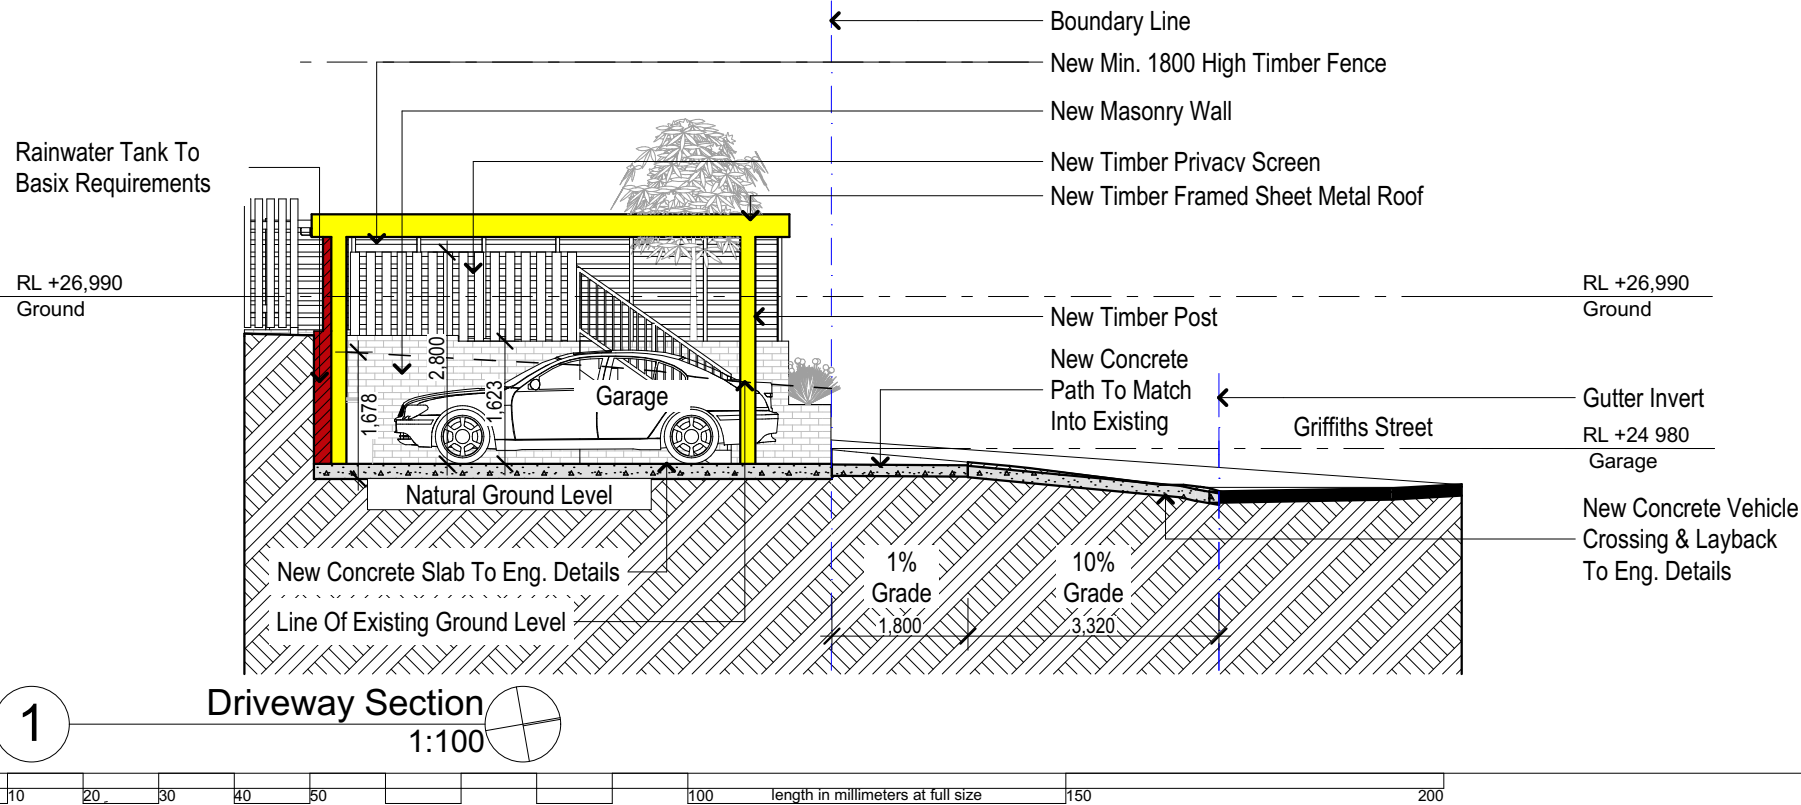 Boundary Line
New Min. 1800 High Timber Fence
New Masonry Wall
Rainwater Tank To
Basix Requirements
New Timber Privacy Screen
New Timber Framed Sheet Metal Roof
RL +26,990
Ground
RL +26,990
Ground
New Timber Post
New Concrete
Path To Match
Into Existing
2,800
1,678
1,623
Garage
Gutter Invert
Griffiths Street
RL +24 980
Garage
Natural Ground Level
New Concrete Vehicle
Crossing & Layback
To Eng. Details
New Concrete Slab To Eng. Details
Line Of Existing Ground Level
1%
Grade
10%
Grade
1,800
3,320
1
Driveway Section
1:100
10 20 30 40 50 100 length in millimeters at full size 150 200